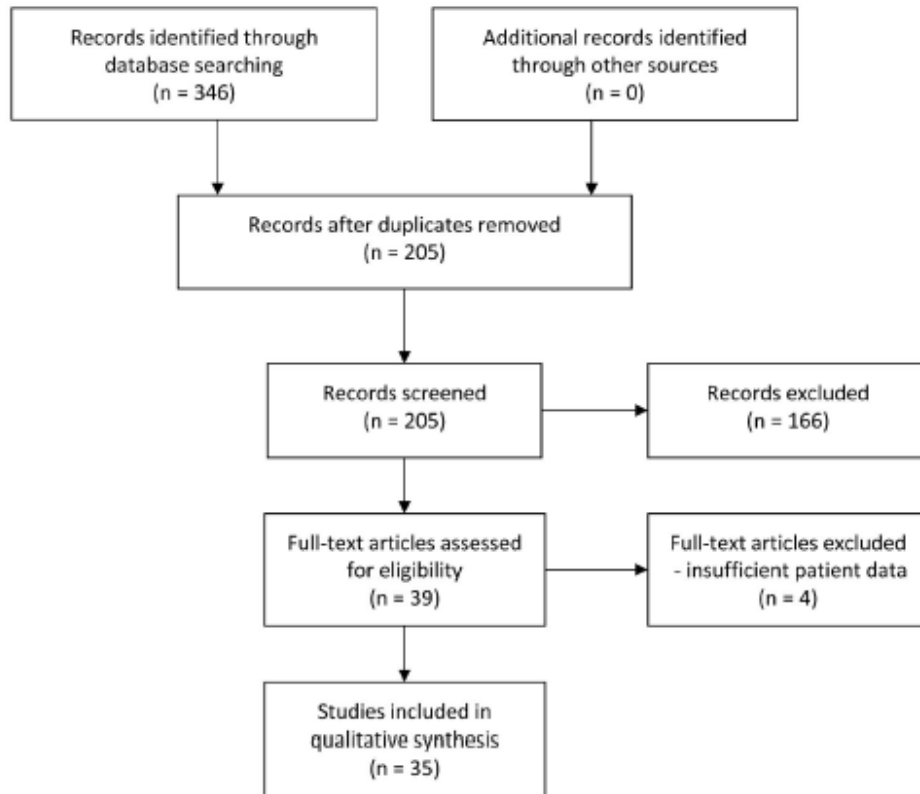 Records identified through
database searching
(n = 346)
Additional records identified
through other sources
(n = 0)
Records after duplicates removed
(n = 205)
Records screened
(n = 205)
Records excluded
(n = 166)
Full-text articles assessed
for eligibility
(n = 39)
Full-text articles excluded
- insufficient patient data
(n = 4)
Studies included in
qualitative synthesis
(n = 35)